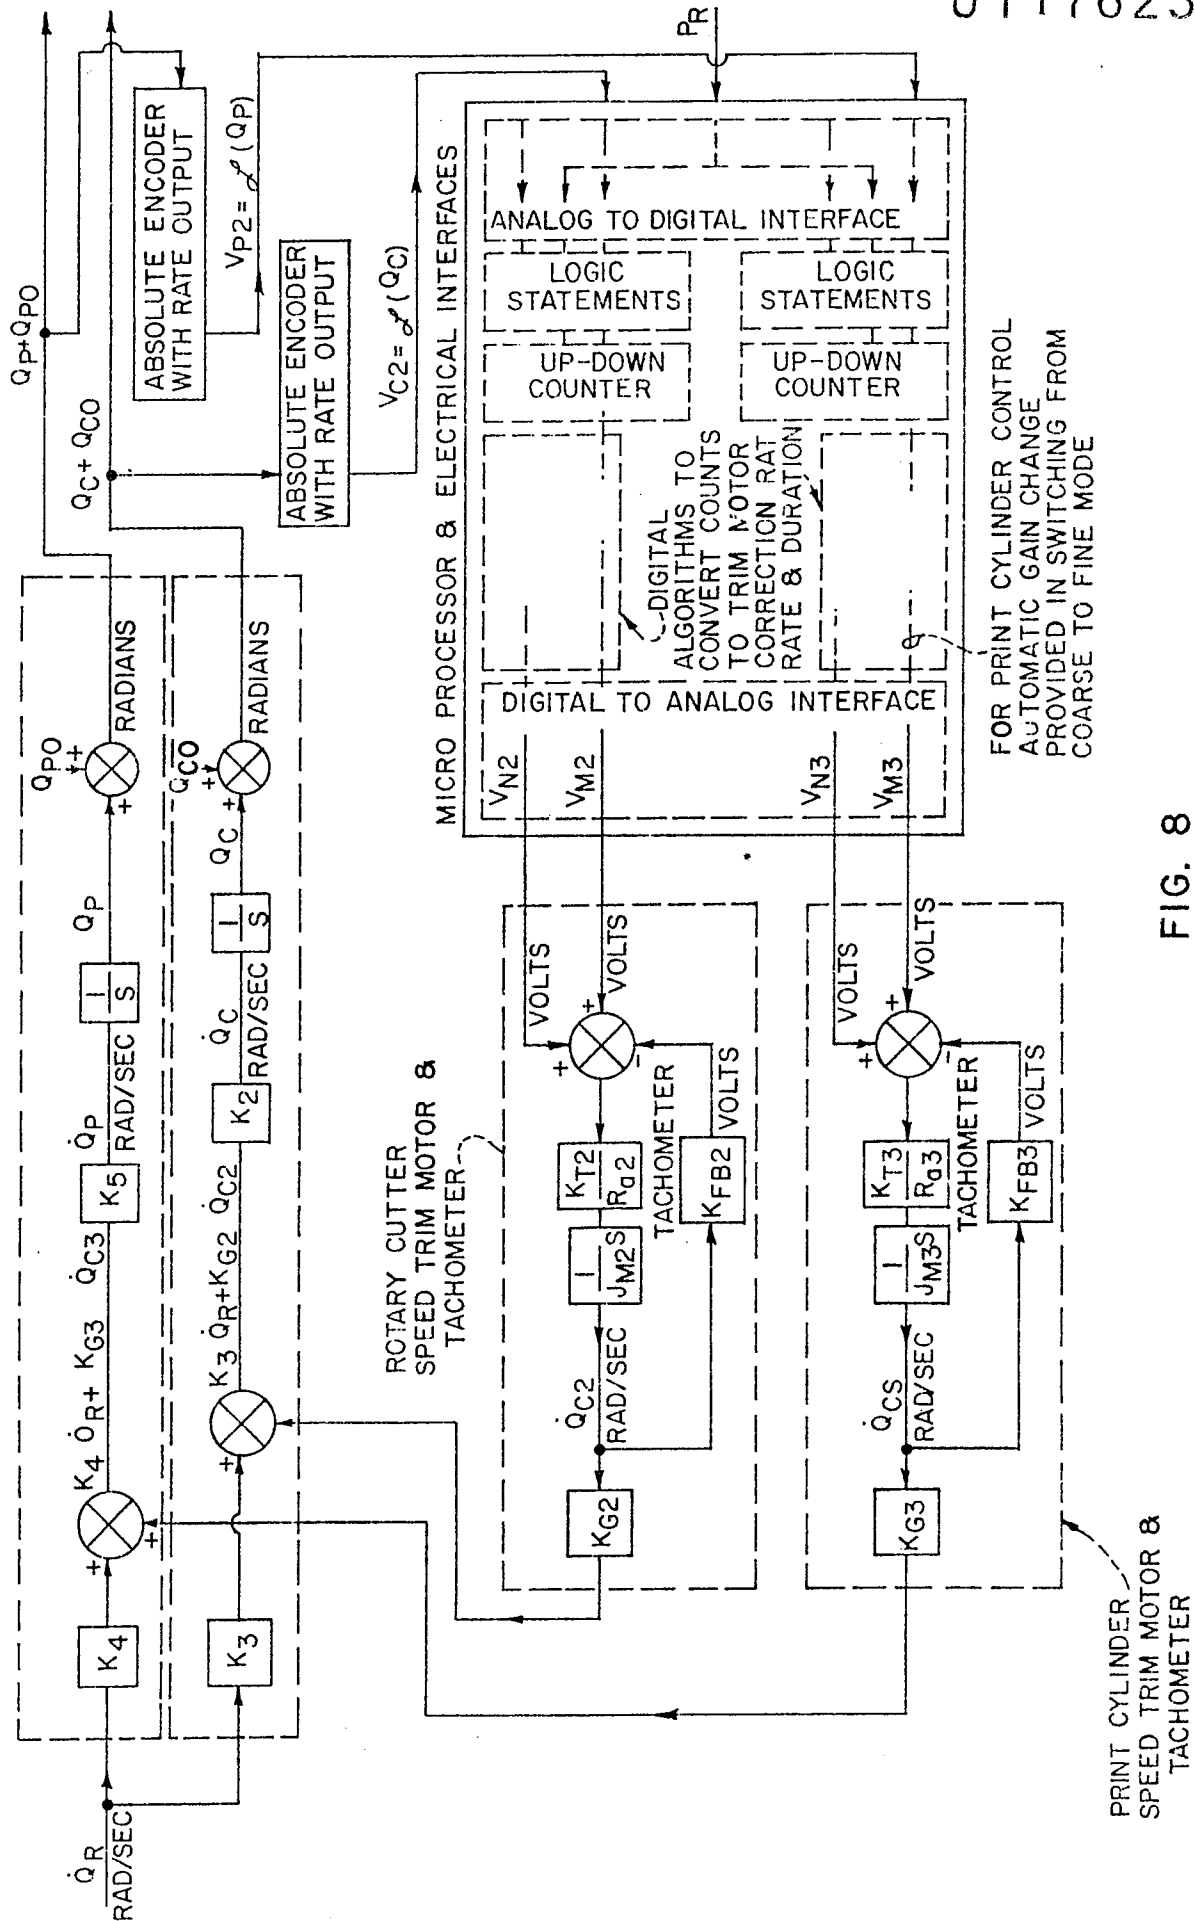 Q̇R
RAD/SEC
K4
+
+
K4 Q̇R + KG3 Q̇C3
K5
Q̇P
RAD/SEC
1
S
QP
QPO
+
+
RADIANS
QP+QPO
K3
+
K3 Q̇R+KG2 Q̇C2
K2
Q̇C
RAD/SEC
1
S
QC
QCO
+
+
RADIANS
QC+ QCO
ABSOLUTE ENCODER
WITH RATE OUTPUT
VP2= ℒ (QP)
ABSOLUTE ENCODER
WITH RATE OUTPUT
VC2= ℒ (QC)
PR
ROTARY CUTTER
SPEED TRIM MOTOR &
TACHOMETER
KG2
Q̇C2
RAD/SEC
1
JM2S
KT2
Ra2
TACHOMETER
KFB2
VOLTS
+
+
-
VOLTS
VOLTS
VN2
VM2
KG3
Q̇CS
RAD/SEC
1
JM3S
KT3
Ra3
TACHOMETER
KFB3
VOLTS
+
+
-
VOLTS
VOLTS
VN3
VM3
PRINT CYLINDER
SPEED TRIM MOTOR &
TACHOMETER
MICRO PROCESSOR & ELECTRICAL INTERFACES
DIGITAL TO ANALOG INTERFACE
DIGITAL
ALGORITHMS TO
CONVERT COUNTS
TO TRIM MOTOR
CORRECTION RAT
RATE & DURATION
UP-DOWN
COUNTER
LOGIC
STATEMENTS
UP-DOWN
COUNTER
LOGIC
STATEMENTS
ANALOG TO DIGITAL INTERFACE
FOR PRINT CYLINDER CONTROL
AUTOMATIC GAIN CHANGE
PROVIDED IN SWITCHING FROM
COARSE TO FINE MODE
FIG. 8